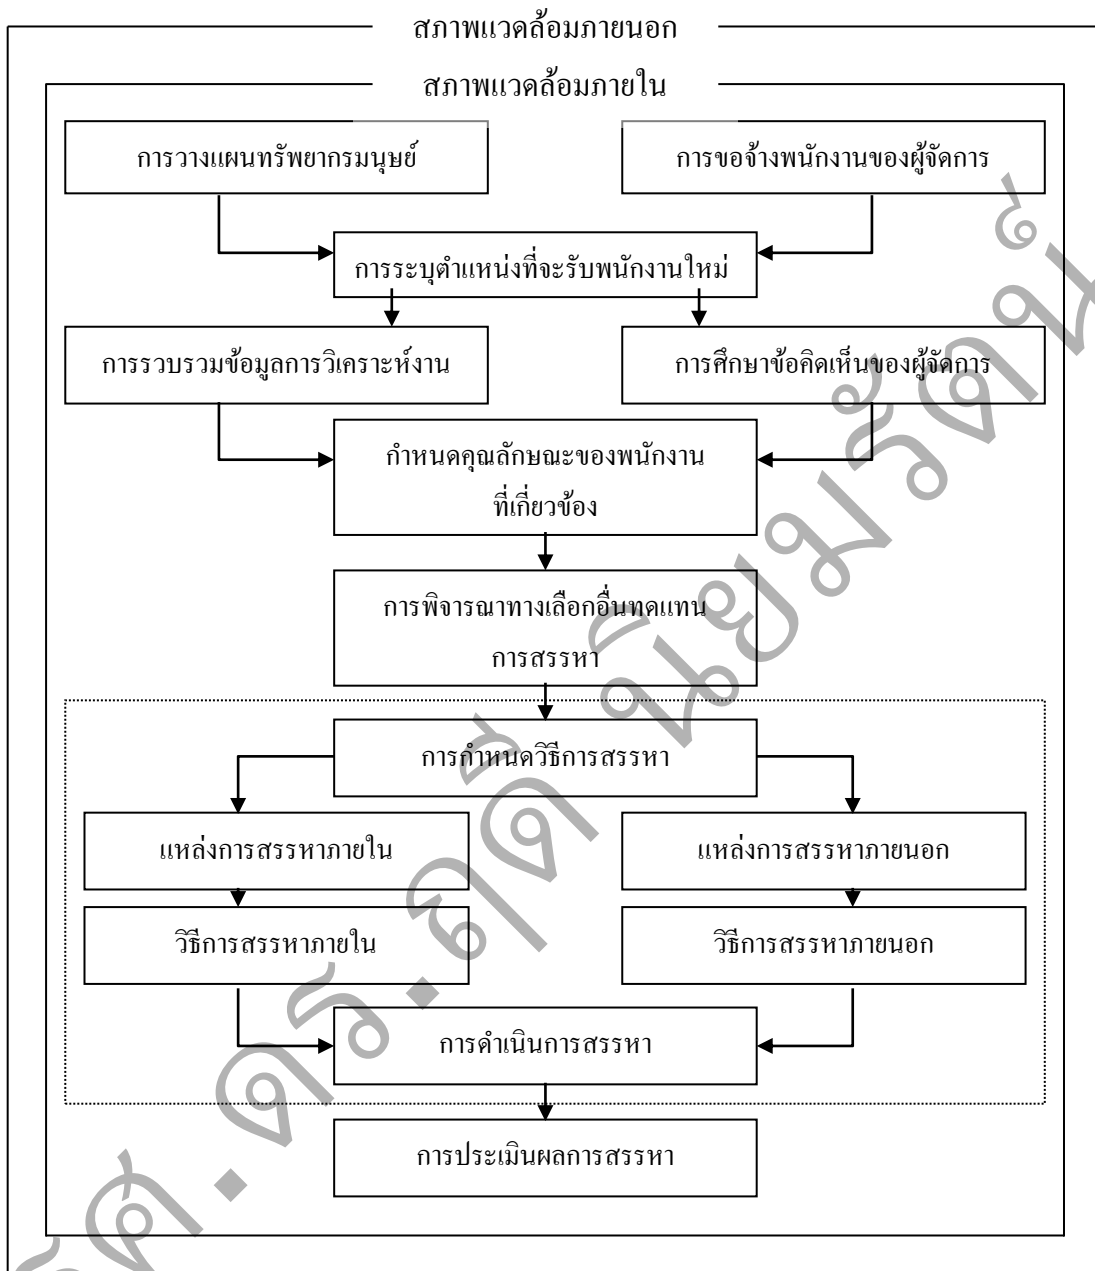 สภาพแวดล้อมภายนอก
สภาพแวดล้อมภายใน
การวางแผนทรัพยากรมนุษย์
การขอจ้างพนักงานของผู้จัดการ
การระบุตำแหน่งที่จะรับพนักงานใหม่
การรวบรวมข้อมูลการวิเคราะห์งาน
การศึกษาข้อคิดเห็นของผู้จัดการ
กำหนดคุณลักษณะของพนักงาน
ที่เกี่ยวข้อง
การพิจารณาทางเลือกอื่นทดแทน
การสรรหา
การกำหนดวิธีการสรรหา
แหล่งการสรรหาภายใน
แหล่งการสรรหาภายนอก
วิธีการสรรหาภายใน
วิธีการสรรหาภายนอก
การดำเนินการสรรหา
การประเมินผลการสรรหา